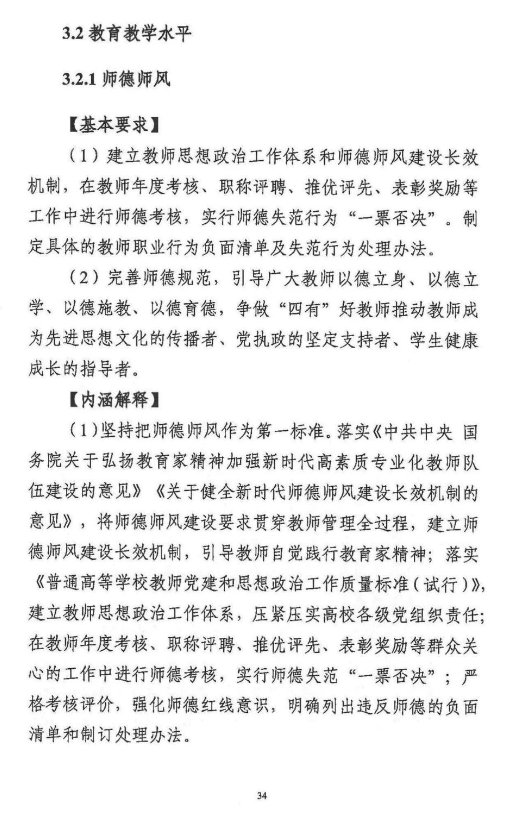 3.2 教育教学水平
3.2.1 师德师风
【基本要求】
（1）建立教师思想政治工作体系和师德师风建设长效
机制，在教师年度考核、职称评聘、推优评先、表彰奖励等
工作中进行师德考核，实行师德失范行为“一票否决”。制
定具体的教师职业行为负面清单及失范行为处理办法。
（2）完善师德规范，引导广大教师以德立身、以德立
学、以德施教、以德育德，争做“四有”好教师推动教师成
为先进思想文化的传播者、党执政的坚定支持者、学生健康
成长的指导者。
【内涵解释】
（1)坚持把师德师风作为第一标准。落实《中共中央 国
务院关于弘扬教育家精神加强新时代高素质专业化教师队
伍建设的意见》《关于健全新时代师德师风建设长效机制的
意见》，将师德师风建设要求贯穿教师管理全过程，建立师
德师风建设长效机制，引导教师自觉践行教育家精神；落实
《普通高等学校教师党建和思想政治工作质量标准（试行）》，
建立教师思想政治工作体系，压紧压实高校各级党组织责任；
在教师年度考核、职称评聘、推优评先、表彰奖励等群众关
心的工作中进行师德考核，实行师德失范“一票否决”；严
格考核评价，强化师德红线意识，明确列出违反师德的负面
清单和制订处理办法。
34